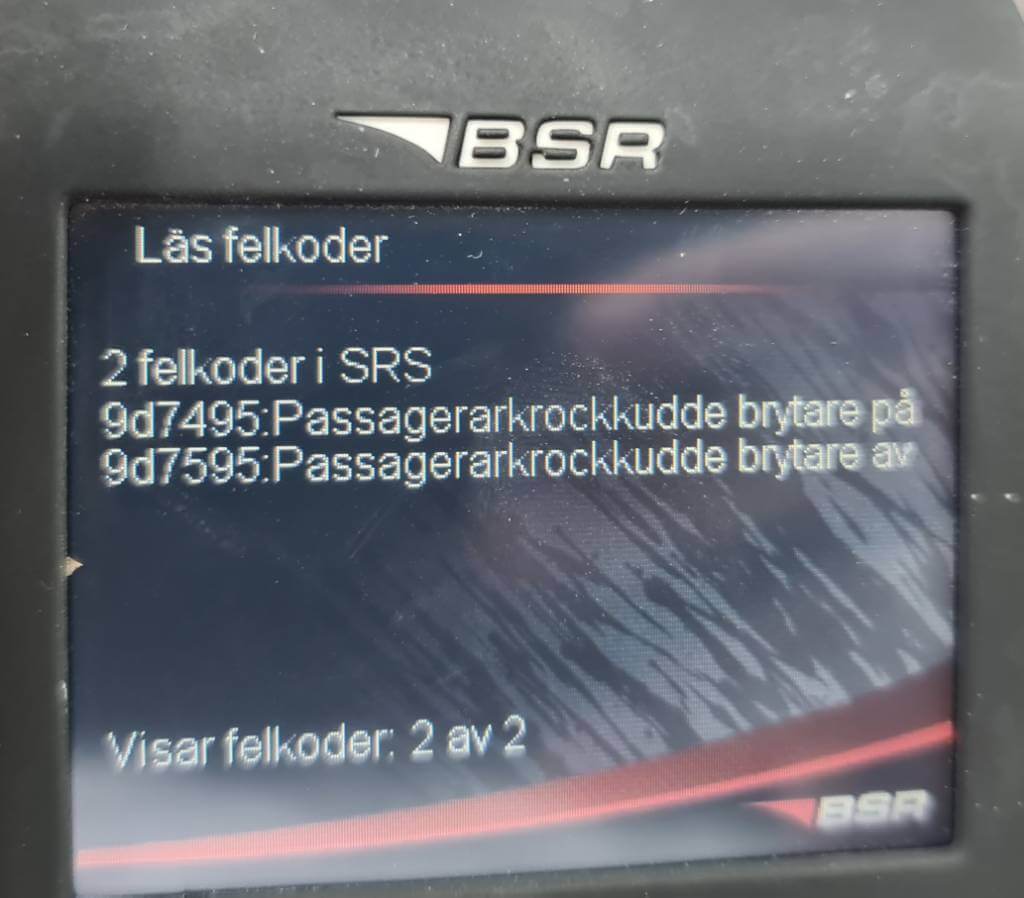 BSR
Läs felkoder
2 felkoder i SRS
9d7495:Passagerarkrockkudde brytare på
9d7595:Passagerarkrockkudde brytare av
Visar felkoder: 2 av 2
BSR